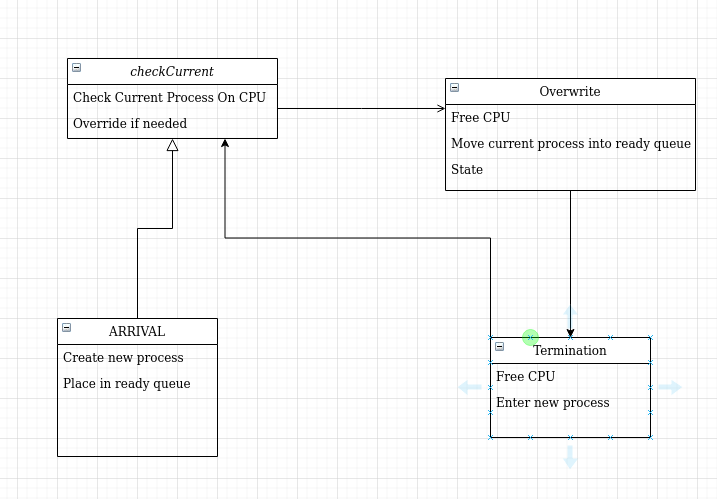 checkCurrent
Check Current Process On CPU
Override if needed
Overwrite
Free CPU
Move current process into ready queue
State
ARRIVAL
Create new process
Place in ready queue
Termination
Free CPU
Enter new process